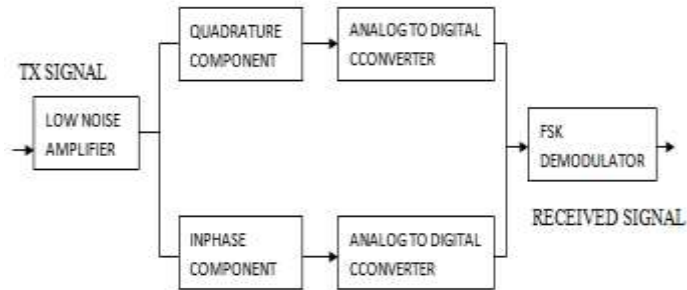 QUADRATURE
COMPONENT
ANALOG TO DIGITAL
CCONVERTER
TX SIGNAL
LOW NOISE
AMPLIFIER
FSK
DEMODULATOR
RECEIVED SIGNAL
INPHASE
COMPONENT
ANALOG TO DIGITAL
CCONVERTER